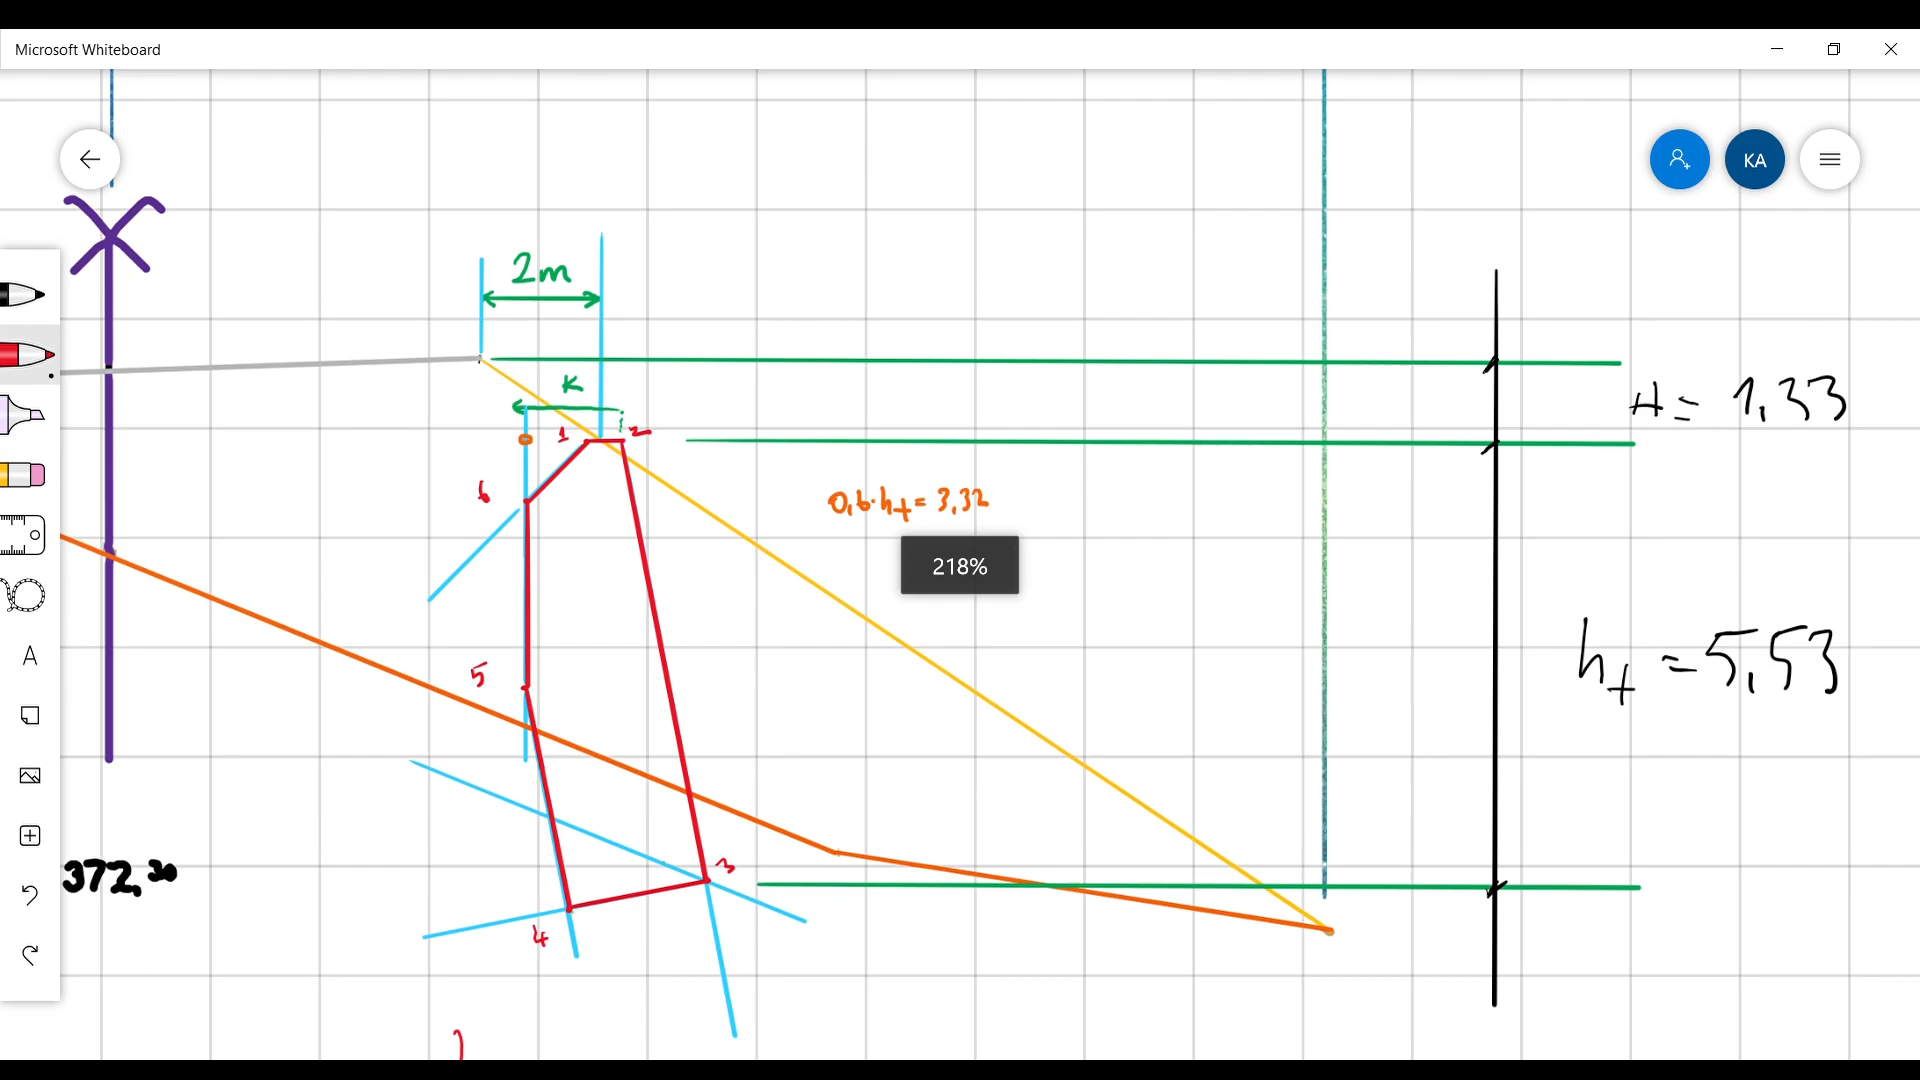 Microsoft Whiteboard
KA
2m
K
1
2
H = 1,33
6
0,6·h+ = 3,32
218%
5
h+ = 5,53
A
3
372,30
4